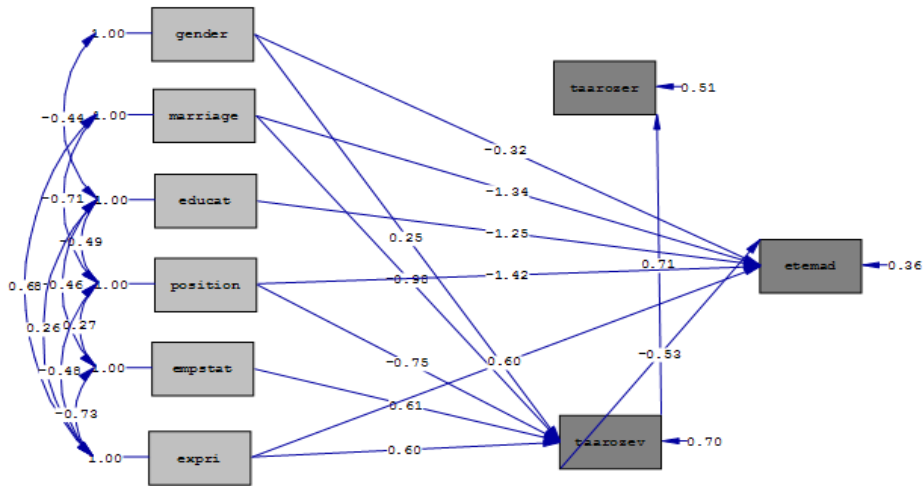 1.00 gender
taarozer 0.51
-0.44
1.00 marriage
-0.32
-1.34
-0.71
1.00 educat
-1.25
0.25
-0.49
etemad 0.36
0.68
-0.46
1.00 position
-1.42
-0.98
0.71
0.26
0.27
-0.48
1.00 empstat
-0.75
0.60
-0.53
-0.73
0.61
1.00 expri
0.60
taarozev 0.70